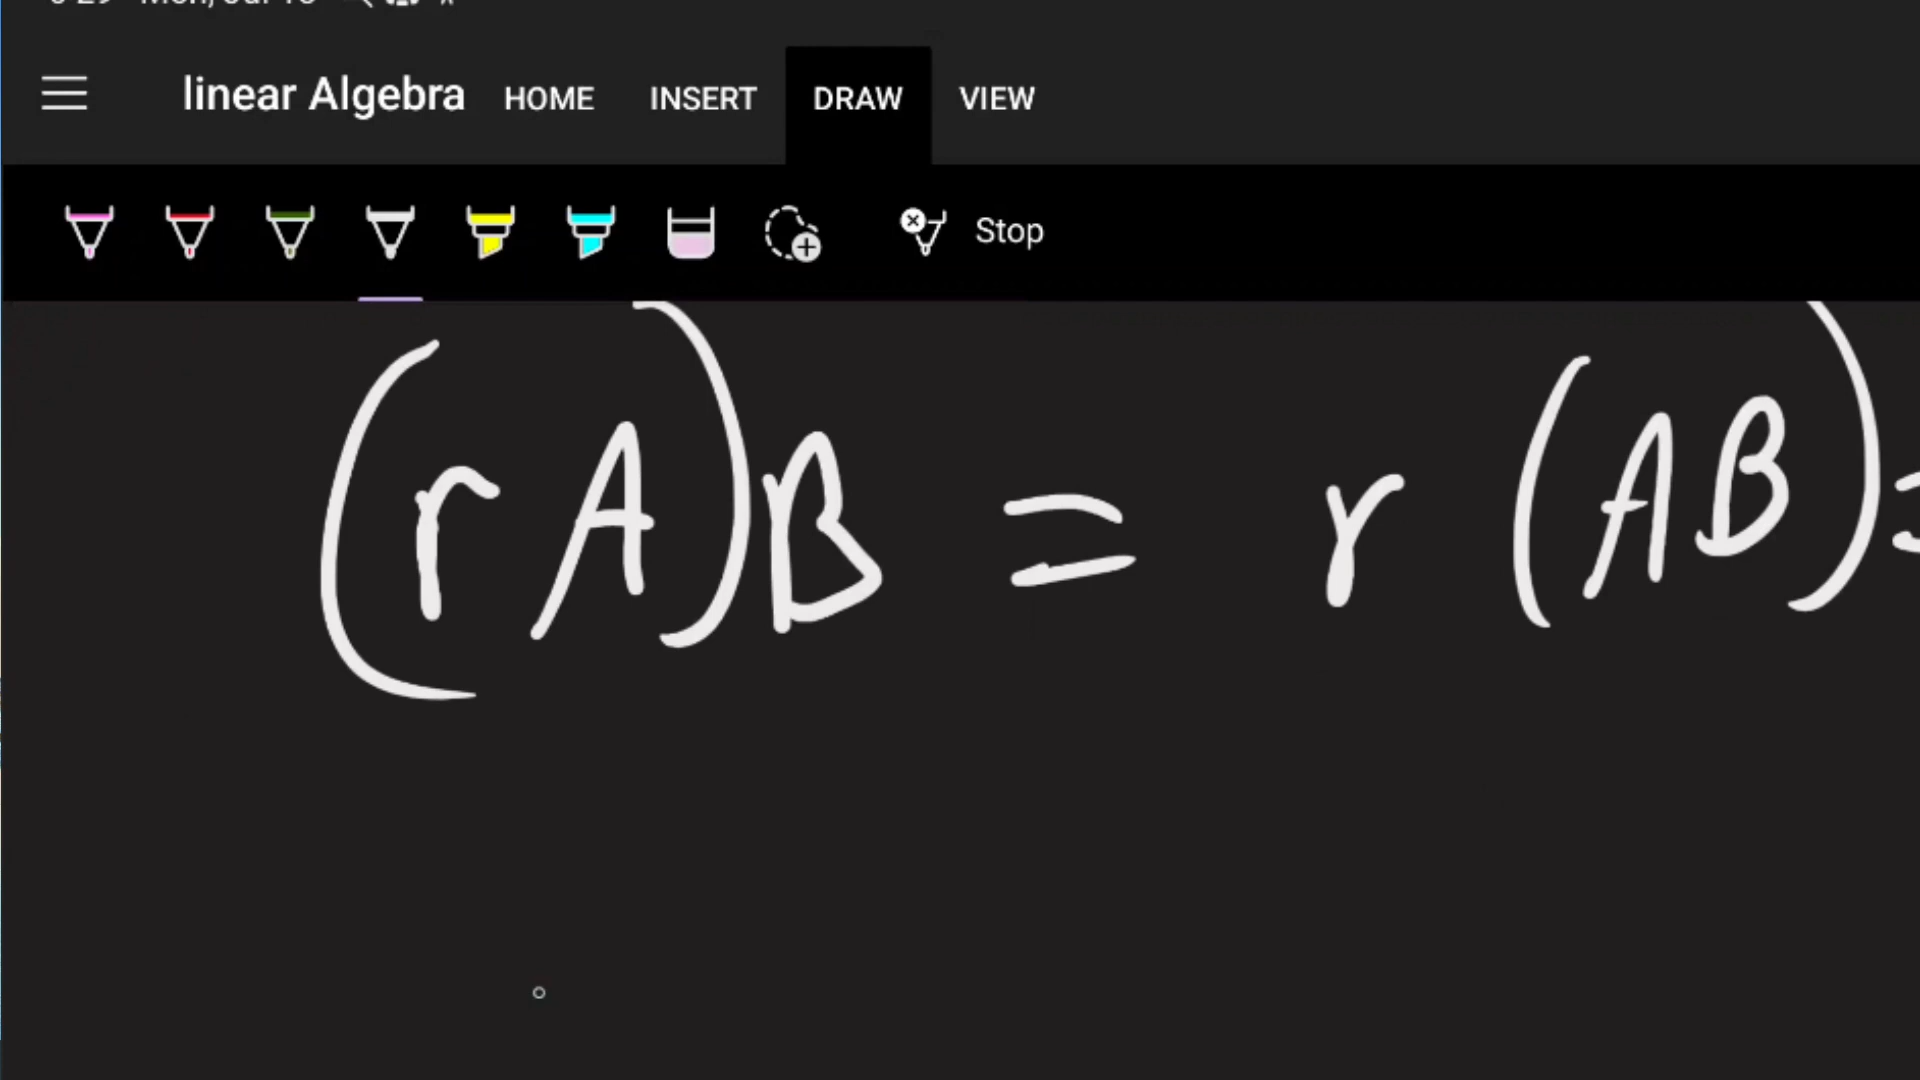 linear Algebra HOME INSERT DRAW VIEW
Stop
(rA)B = r (AB) =